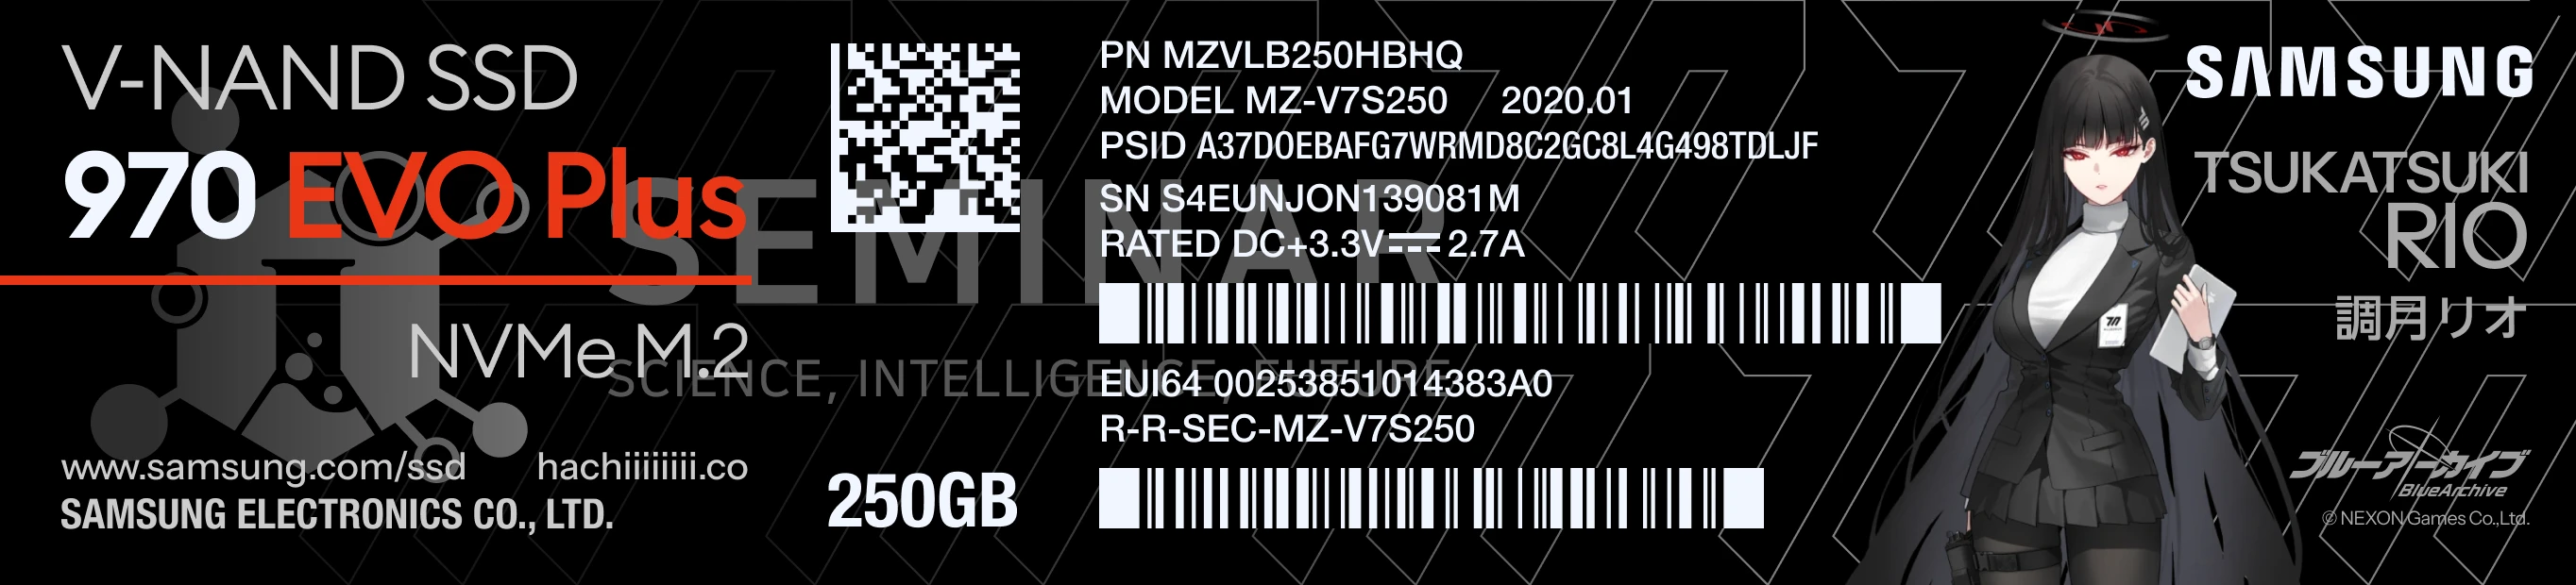 V-NAND SSD
970 EVO Plus
NVMe M.2
www.samsung.com/ssd hachiiiiiiiii.co
SAMSUNG ELECTRONICS CO., LTD.
250GB
SEMINAR
SCIENCE, INTELLIGENCE, FUTURE
PN MZVLB250HBHQ
MODEL MZ-V7S250 2020.01
PSID A37D0EBAFG7WRMD8C2GC8L4G498TDLJF
SN S4EUNJ0N139081M
RATED DC+3.3V⎓2.7A
EUI64 00253851014383A0
R-R-SEC-MZ-V7S250
SAMSUNG
TSUKATSUKI
RIO
調月リオ
ブルーアーカイブ
BlueArchive
© NEXON Games Co.,Ltd.